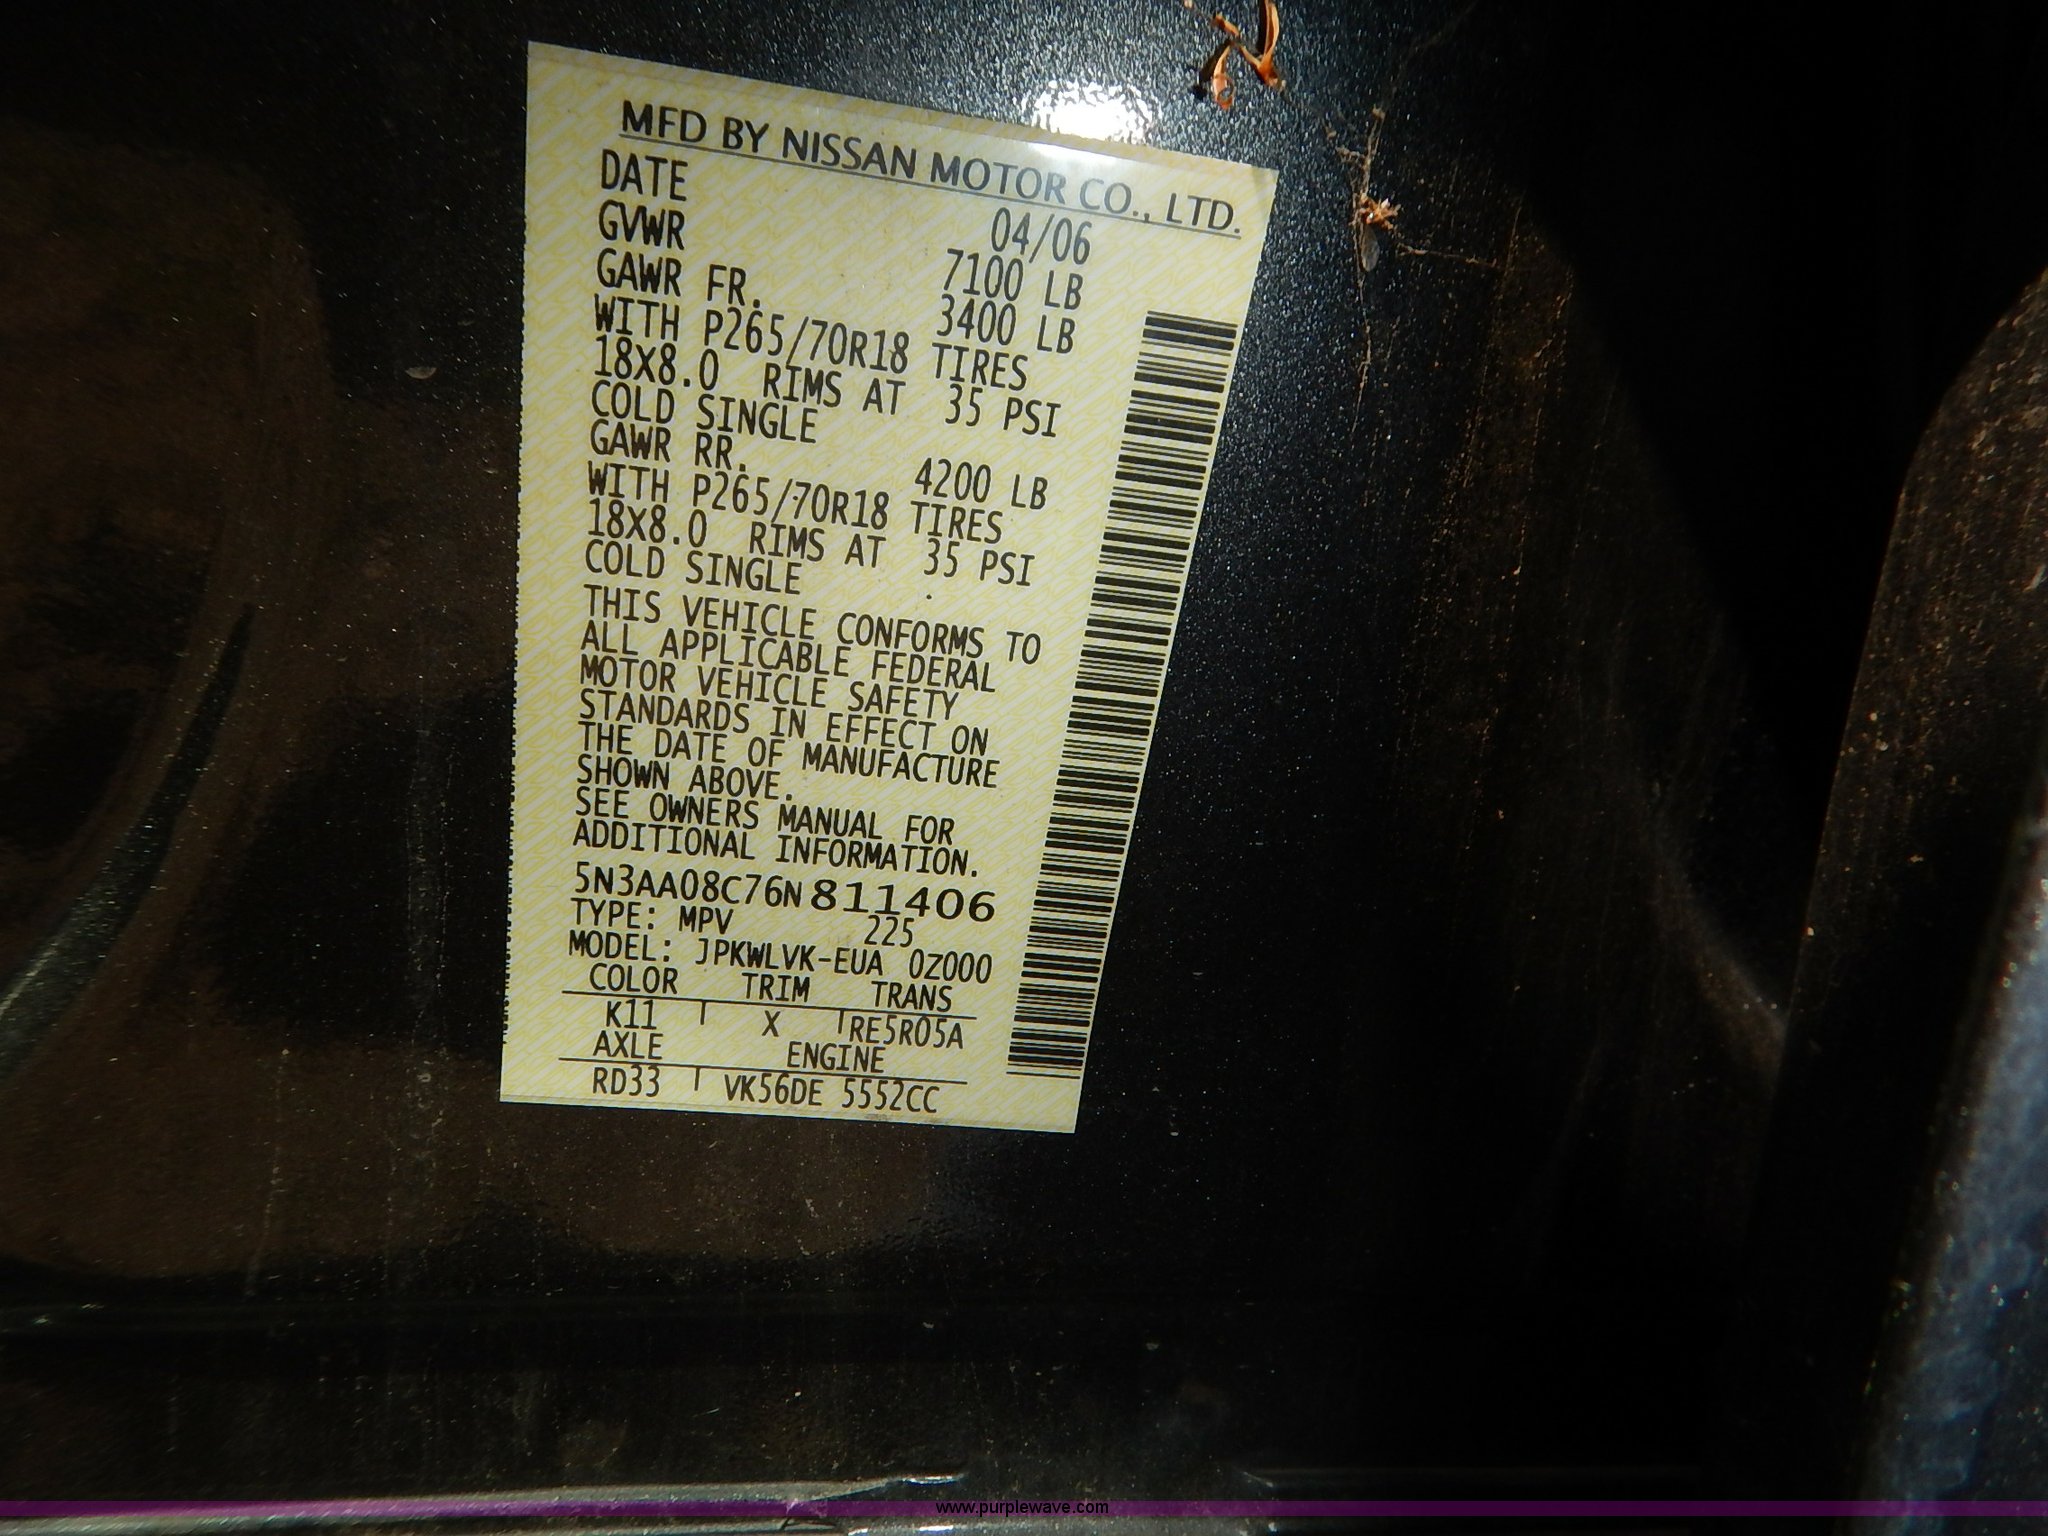 MFD BY NISSAN MOTOR CO., LTD.
DATE 04/06
GVWR 7100 LB
GAWR FR. 3400 LB
WITH P265/70R18 TIRES
18X8.0 RIMS AT 35 PSI
COLD SINGLE
GAWR RR. 4200 LB
WITH P265/70R18 TIRES
18X8.0 RIMS AT 35 PSI
COLD SINGLE
THIS VEHICLE CONFORMS TO
ALL APPLICABLE FEDERAL
MOTOR VEHICLE SAFETY
STANDARDS IN EFFECT ON
THE DATE OF MANUFACTURE
SHOWN ABOVE.
SEE OWNERS MANUAL FOR
ADDITIONAL INFORMATION.
5N3AA08C76N811406
TYPE: MPV 225
MODEL: JPKWLVK-EUA 0Z000
COLOR TRIM TRANS
K11 X RE5R05A
AXLE ENGINE
RD33 VK56DE 5552CC
www.purplewave.com